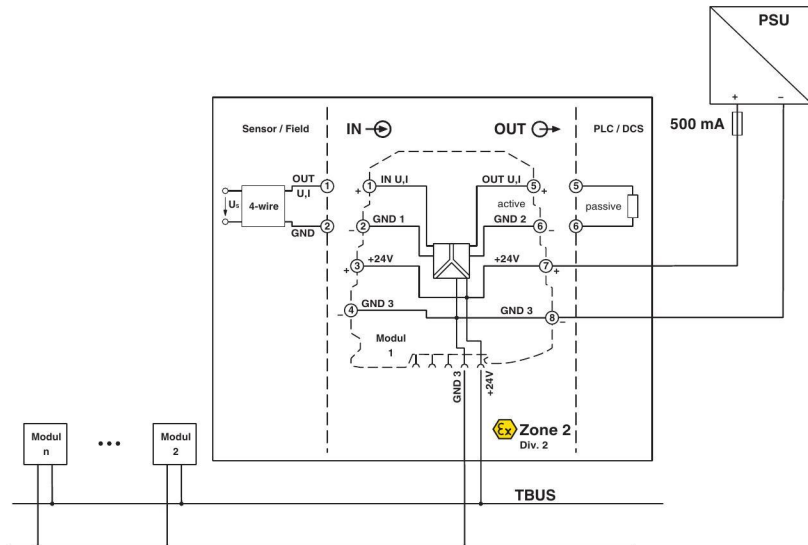 PSU
+ −
500 mA
Sensor / Field
IN
OUT
PLC / DCS
OUT
U,I
1
+
1
IN U,I
OUT U,I
5
+
5
Us
4-wire
active
passive
2
GND
−
2
GND 1
GND 2
6
−
6
+
3
+24V
+24V
7
+
−
4
GND 3
GND 3
8
−
Modul
1
GND 3
+24V
Ex
Zone 2
Div. 2
Modul
n
•••
Modul
2
TBUS